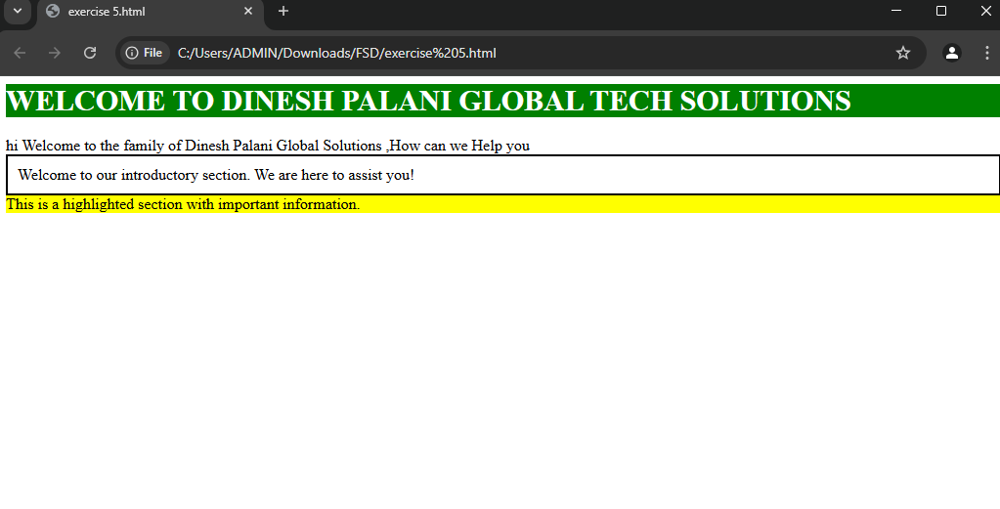 exercise 5.html
File
C:/Users/ADMIN/Downloads/FSD/exercise%205.html
WELCOME TO DINESH PALANI GLOBAL TECH SOLUTIONS
hi Welcome to the family of Dinesh Palani Global Solutions ,How can we Help you
Welcome to our introductory section. We are here to assist you!
This is a highlighted section with important information.